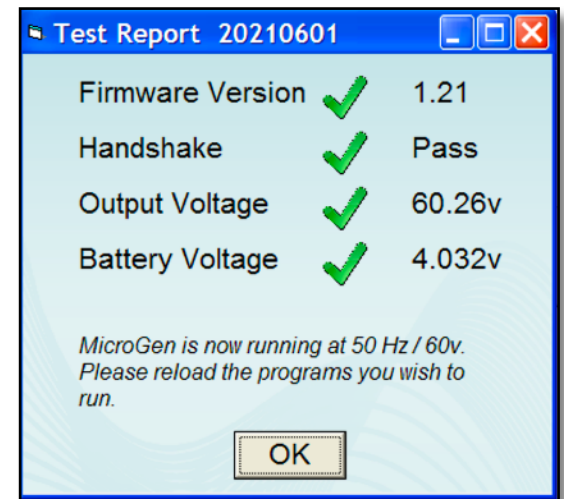 Test Report 20210601
Firmware Version 1.21
Handshake Pass
Output Voltage 60.26v
Battery Voltage 4.032v
MicroGen is now running at 50 Hz / 60v.
Please reload the programs you wish to
run.
OK